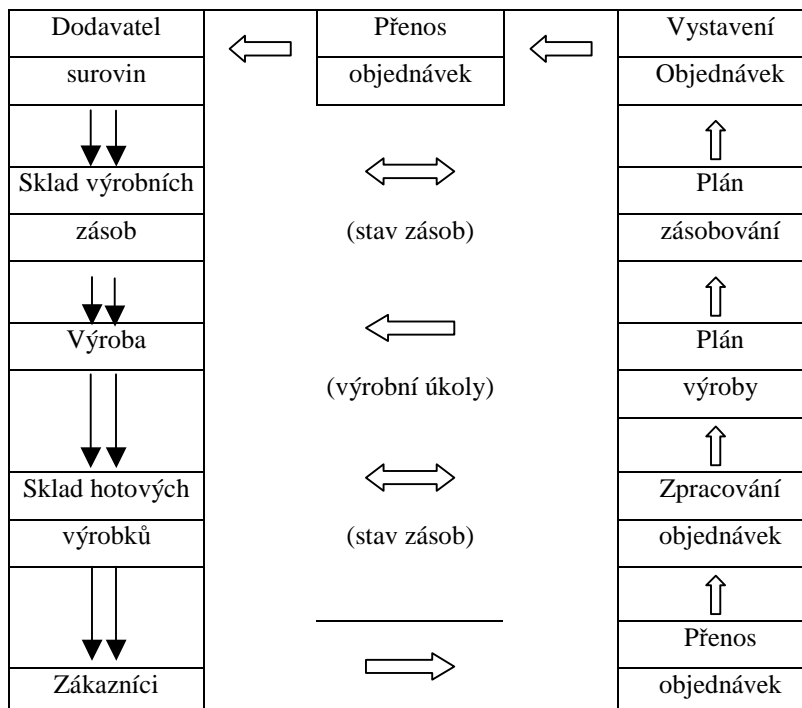 Dodavatel
surovin
Přenos
objednávek
Vystavení
Objednávek
Sklad výrobních
zásob
(stav zásob)
Plán
zásobování
Výroba
(výrobní úkoly)
Plán
výroby
Sklad hotových
výrobků
(stav zásob)
Zpracování
objednávek
Zákazníci
Přenos
objednávek